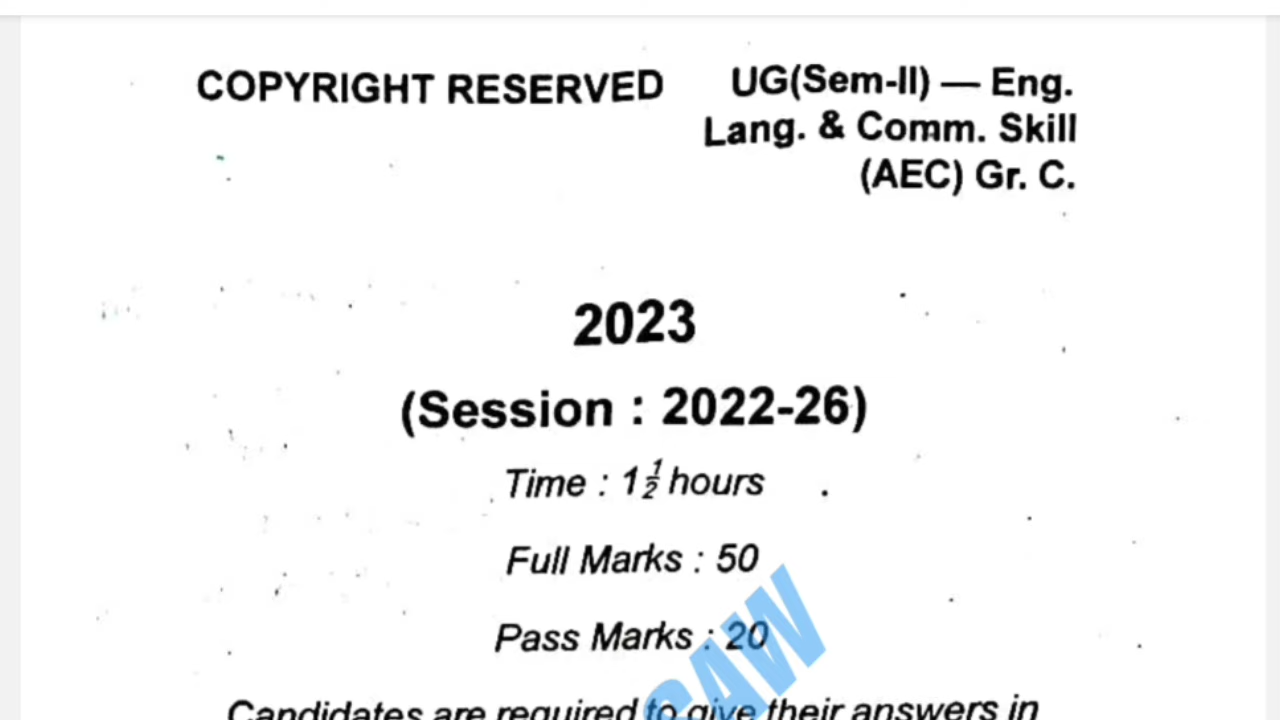 COPYRIGHT RESERVED
UG(Sem-II) — Eng.
Lang. & Comm. Skill
(AEC) Gr. C.
2023
(Session : 2022-26)
Time : 1½ hours
Full Marks : 50
Pass Marks : 20
Candidates are required to give their answers in